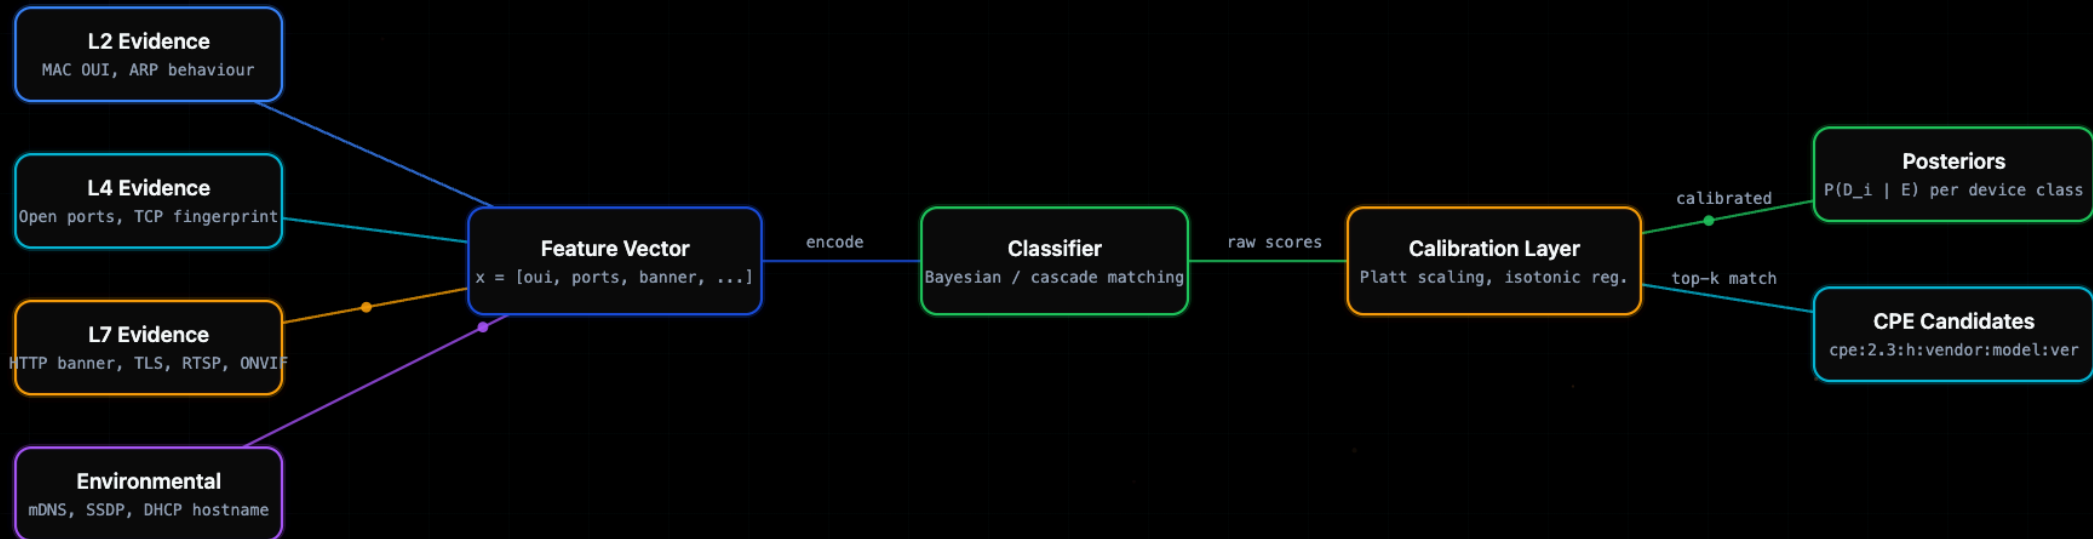 L2 Evidence
MAC OUI, ARP behaviour
L4 Evidence
Open ports, TCP fingerprint
L7 Evidence
HTTP banner, TLS, RTSP, ONVIF
Environmental
mDNS, SSDP, DHCP hostname
Feature Vector
x = [oui, ports, banner, ...]
encode
Classifier
Bayesian / cascade matching
raw scores
Calibration Layer
Platt scaling, isotonic reg.
calibrated
top-k match
Posteriors
P(D_i | E) per device class
CPE Candidates
cpe:2.3:h:vendor:model:ver